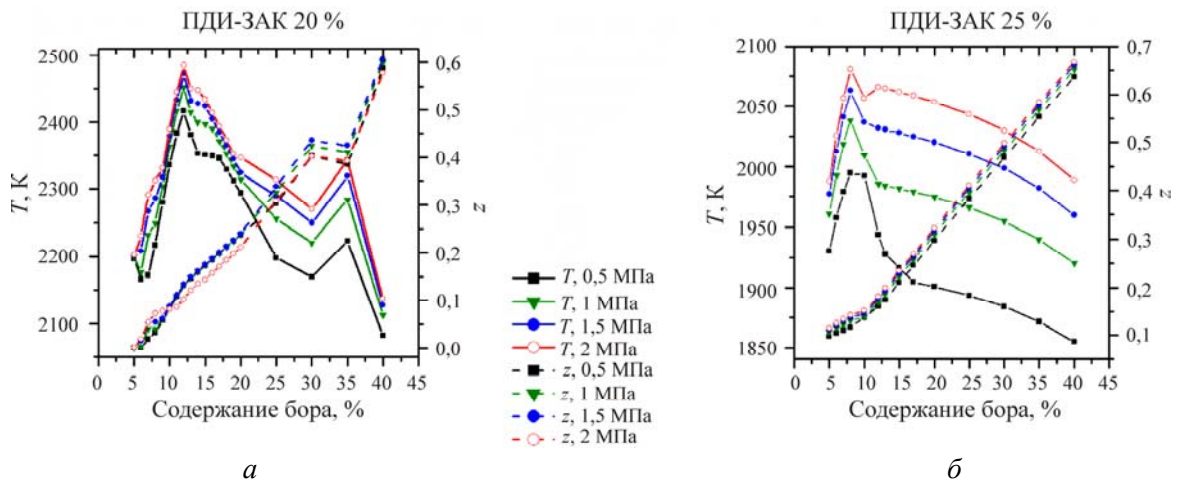 ПДИ-ЗАК 20 %
T, К
2500
2400
2300
2200
2100
0,6
0,5
0,4
0,3
0,2
0,1
0,0
z
0 5 10 15 20 25 30 35 40 45
Содержание бора, %
а
T, 0,5 МПа
T, 1 МПа
T, 1,5 МПа
T, 2 МПа
z, 0,5 МПа
z, 1 МПа
z, 1,5 МПа
z, 2 МПа
ПДИ-ЗАК 25 %
T, К
2100
2050
2000
1950
1900
1850
0,7
0,6
0,5
0,4
0,3
0,2
0,1
z
0 5 10 15 20 25 30 35 40 45
Содержание бора, %
б